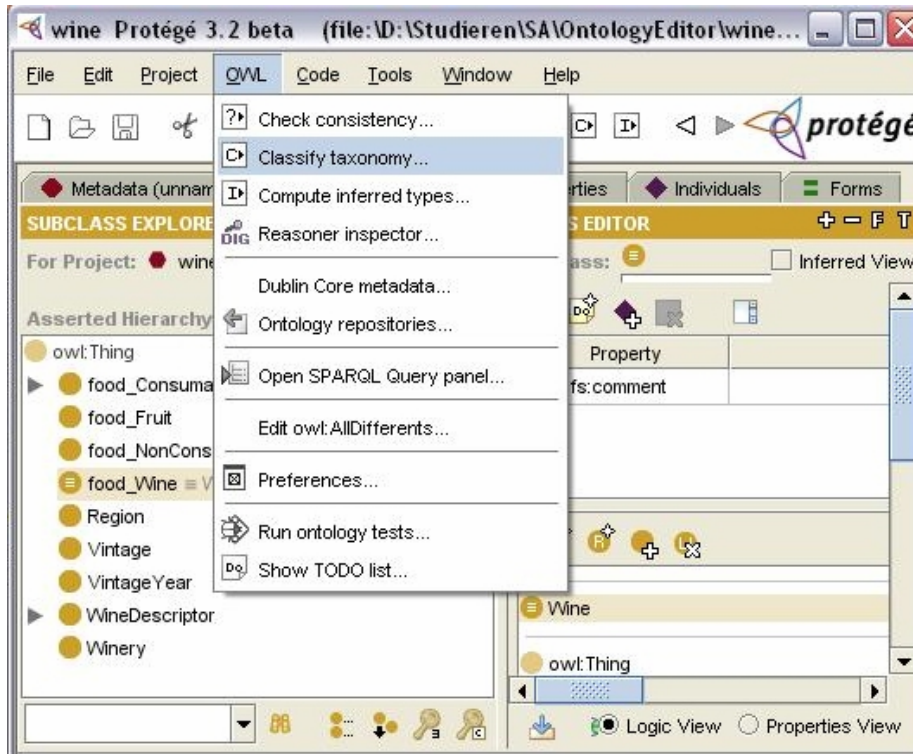 wine Protégé 3.2 beta (file:\D:\Studieren\SA\OntologyEditor\wine...
File Edit Project OWL Code Tools Window Help
protégé
Check consistency...
Classify taxonomy...
Compute inferred types...
DIG Reasoner inspector...
Dublin Core metadata...
Ontology repositories...
Open SPARQL Query panel...
Edit owl:AllDifferents...
Preferences...
Run ontology tests...
Show TODO list...
Metadata (unnam
rties Individuals Forms
SUBCLASS EXPLORE
S EDITOR F T
For Project: wine
ass: Inferred View
Asserted Hierarchy
owl:Thing
food_Consuma
food_Fruit
food_NonCons
food_Wine ≡
Region
Vintage
VintageYear
WineDescriptor
Winery
Property
fs:comment
Wine
owl:Thing
Logic View Properties View